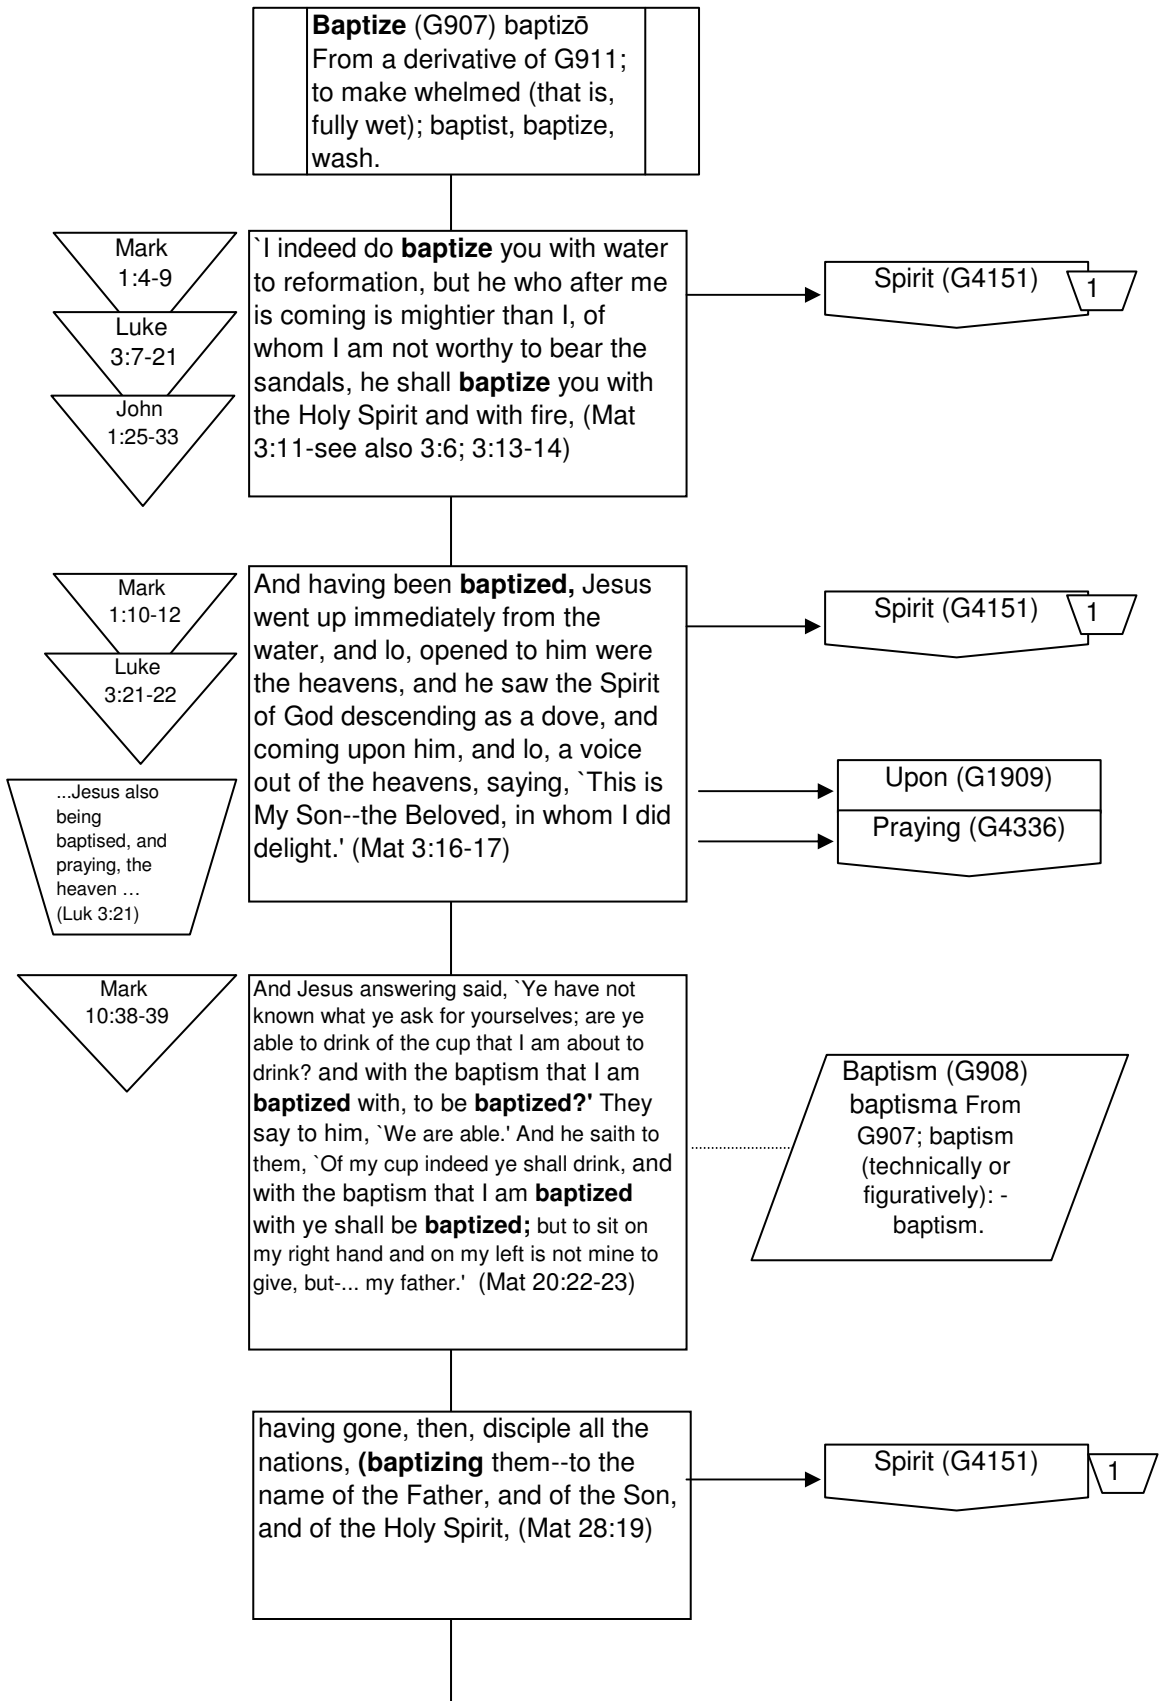 Baptize (G907) baptizō
From a derivative of G911;
to make whelmed (that is,
fully wet); baptist, baptize,
wash.
Mark
1:4-9
Luke
3:7-21
John
1:25-33
`I indeed do baptize you with water
to reformation, but he who after me
is coming is mightier than I, of
whom I am not worthy to bear the
sandals, he shall baptize you with
the Holy Spirit and with fire, (Mat
3:11-see also 3:6; 3:13-14)
Spirit (G4151)
1
Mark
1:10-12
Luke
3:21-22
...Jesus also
being
baptised, and
praying, the
heaven …
(Luk 3:21)
And having been baptized, Jesus
went up immediately from the
water, and lo, opened to him were
the heavens, and he saw the Spirit
of God descending as a dove, and
coming upon him, and lo, a voice
out of the heavens, saying, `This is
My Son--the Beloved, in whom I did
delight.' (Mat 3:16-17)
Spirit (G4151)
1
Upon (G1909)
Praying (G4336)
Mark
10:38-39
And Jesus answering said, `Ye have not
known what ye ask for yourselves; are ye
able to drink of the cup that I am about to
drink? and with the baptism that I am
baptized with, to be baptized?' They
say to him, `We are able.' And he saith to
them, `Of my cup indeed ye shall drink, and
with the baptism that I am baptized
with ye shall be baptized; but to sit on
my right hand and on my left is not mine to
give, but-... my father.' (Mat 20:22-23)
Baptism (G908)
baptisma From
G907; baptism
(technically or
figuratively): -
baptism.
having gone, then, disciple all the
nations, (baptizing them--to the
name of the Father, and of the Son,
and of the Holy Spirit, (Mat 28:19)
Spirit (G4151)
1